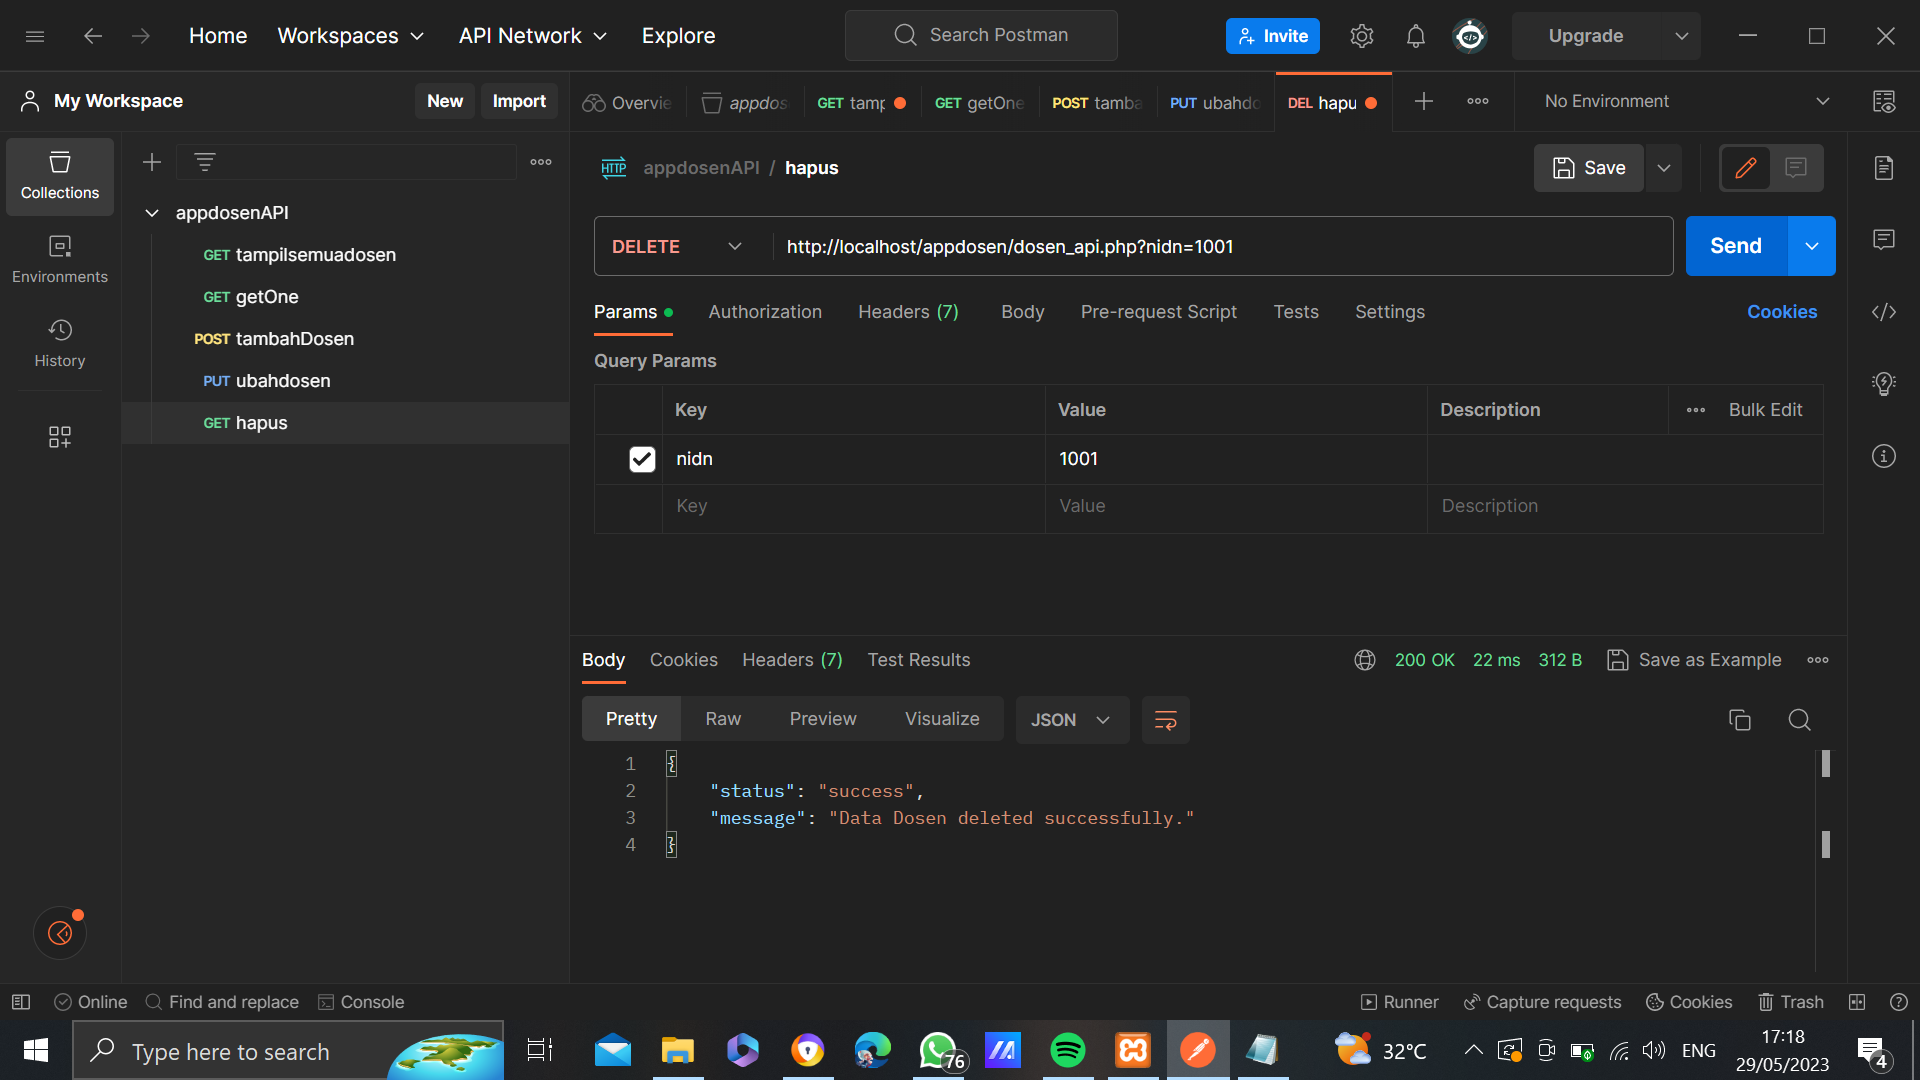 Home
Workspaces
API Network
Explore
Search Postman
Invite
Upgrade
My Workspace
New
Import
Overvie
appdos
GET tamp
GET getOne
POST tamba
PUT ubahdo
DEL hapu
No Environment
Collections
Environments
History
appdosenAPI
GET tampilsemuadosen
GET getOne
POST tambahDosen
PUT ubahdosen
GET hapus
HTTP appdosenAPI / hapus
Save
DELETE
http://localhost/appdosen/dosen_api.php?nidn=1001
Send
Params
Authorization
Headers (7)
Body
Pre-request Script
Tests
Settings
Cookies
Query Params
Key
Value
Description
Bulk Edit
nidn
1001
Key
Value
Description
Body
Cookies
Headers (7)
Test Results
200 OK
22 ms
312 B
Save as Example
Pretty
Raw
Preview
Visualize
JSON
1 {
2 "status": "success",
3 "message": "Data Dosen deleted successfully."
4 }
Online
Find and replace
Console
Runner
Capture requests
Cookies
Trash
Type here to search
76
32°C
ENG
17:18
29/05/2023
4